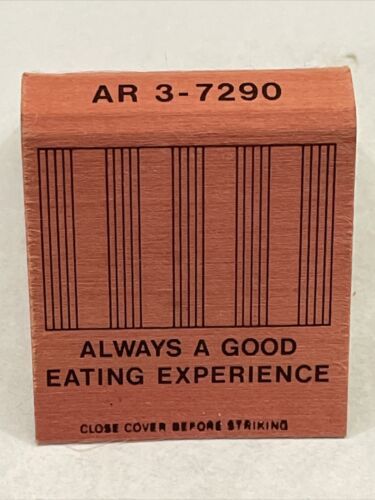 AR 3-7290
ALWAYS A GOOD
EATING EXPERIENCE
CLOSE COVER BEFORE STRIKING